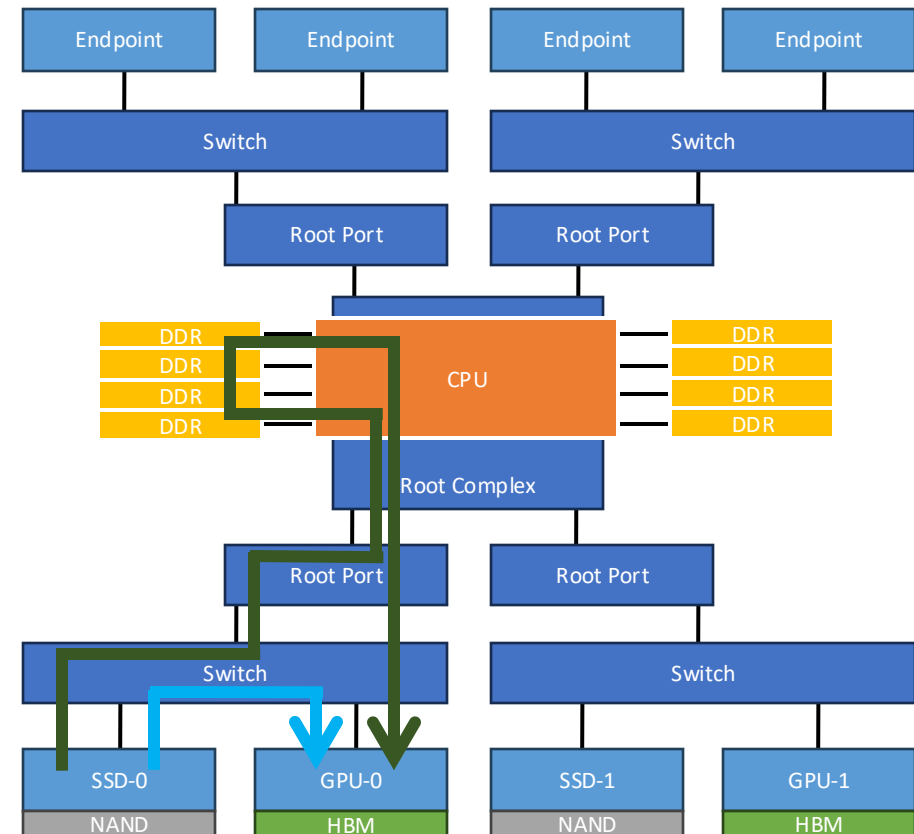 Endpoint
Endpoint
Endpoint
Endpoint
Switch
Switch
Root Port
Root Port
DDR
DDR
DDR
DDR
CPU
DDR
DDR
DDR
DDR
Root Complex
Root Port
Root Port
Switch
Switch
SSD-0
GPU-0
SSD-1
GPU-1
NAND
HBM
NAND
HBM